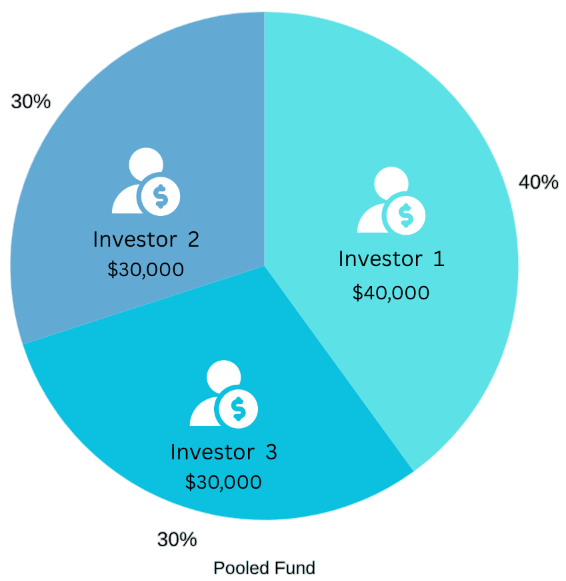 30%
40%
Investor 2
$30,000
Investor 1
$40,000
Investor 3
$30,000
30%
Pooled Fund